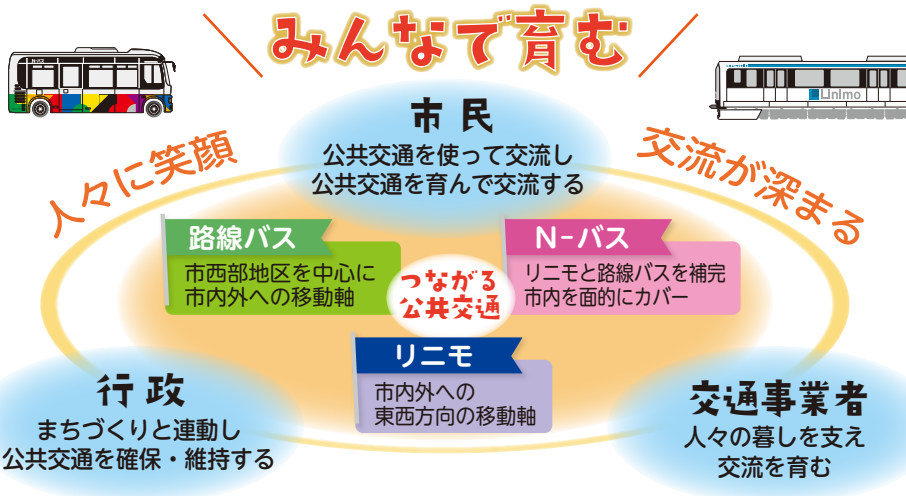 みんなで育む
N-バス
Linimo
人々に笑顔
交流が深まる
市民
公共交通を使って交流し
公共交通を育んで交流する
路線バス
市西部地区を中心に
市内外への移動軸
N-バス
リニモと路線バスを補完
市内を面的にカバー
つながる
公共交通
リニモ
市内外への
東西方向の移動軸
行政
まちづくりと連動し
公共交通を確保・維持する
交通事業者
人々の暮しを支え
交流を育む